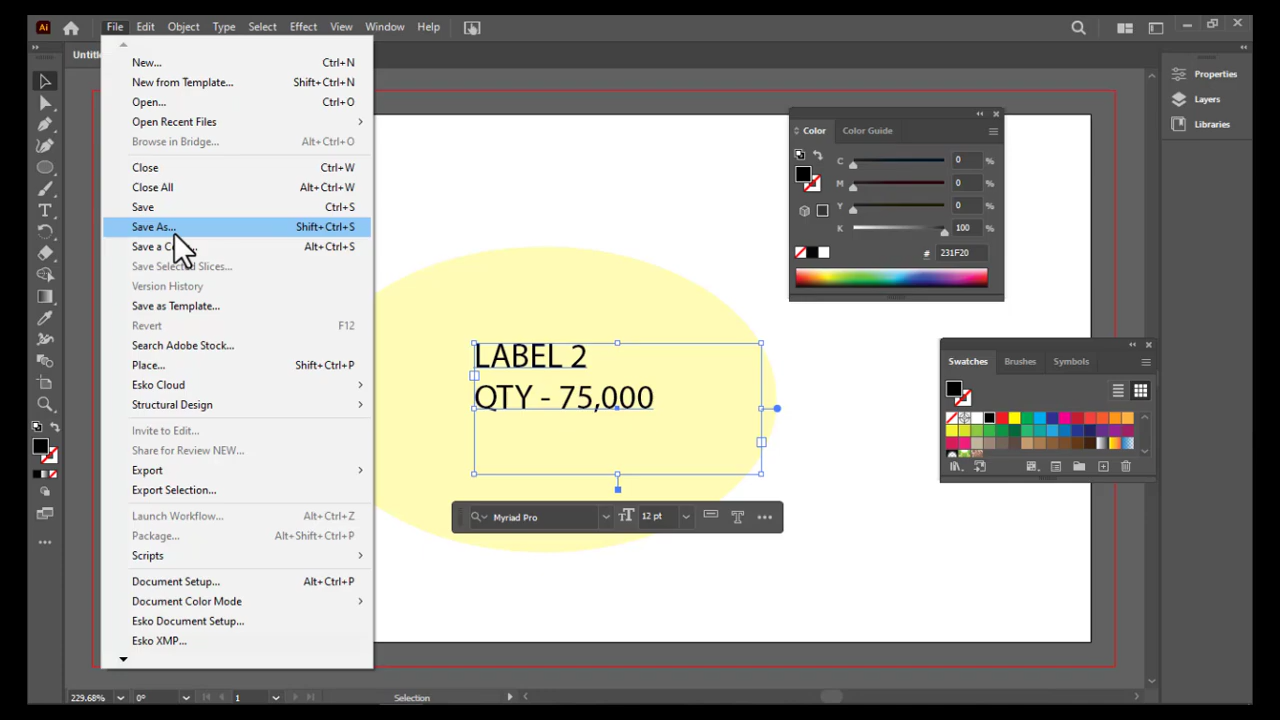 Ai File Edit Object Type Select Effect View Window Help
New... Ctrl+N
New from Template... Shift+Ctrl+N
Open... Ctrl+O
Open Recent Files
Browse in Bridge... Alt+Ctrl+O
Close Ctrl+W
Close All Alt+Ctrl+W
Save Ctrl+S
Save As... Shift+Ctrl+S
Save a Alt+Ctrl+S
Save Selected Slices...
Version History
Save as Template...
Revert F12
Search Adobe Stock...
Place... Shift+Ctrl+P
Esko Cloud
Structural Design
Invite to Edit...
Share for Review NEW...
Export
Export Selection...
Launch Workflow... Alt+Ctrl+Z
Package... Alt+Shift+Ctrl+P
Scripts
Document Setup... Alt+Ctrl+P
Document Color Mode
Esko Document Setup...
Esko XMP...
LABEL 2
QTY - 75,000
Myriad Pro 12 pt
Color Color Guide
C 0 %
M 0 %
Y 0 %
K 100 %
# 231F20
Swatches Brushes Symbols
Properties
Layers
Libraries
229.68% 0° 1 Selection